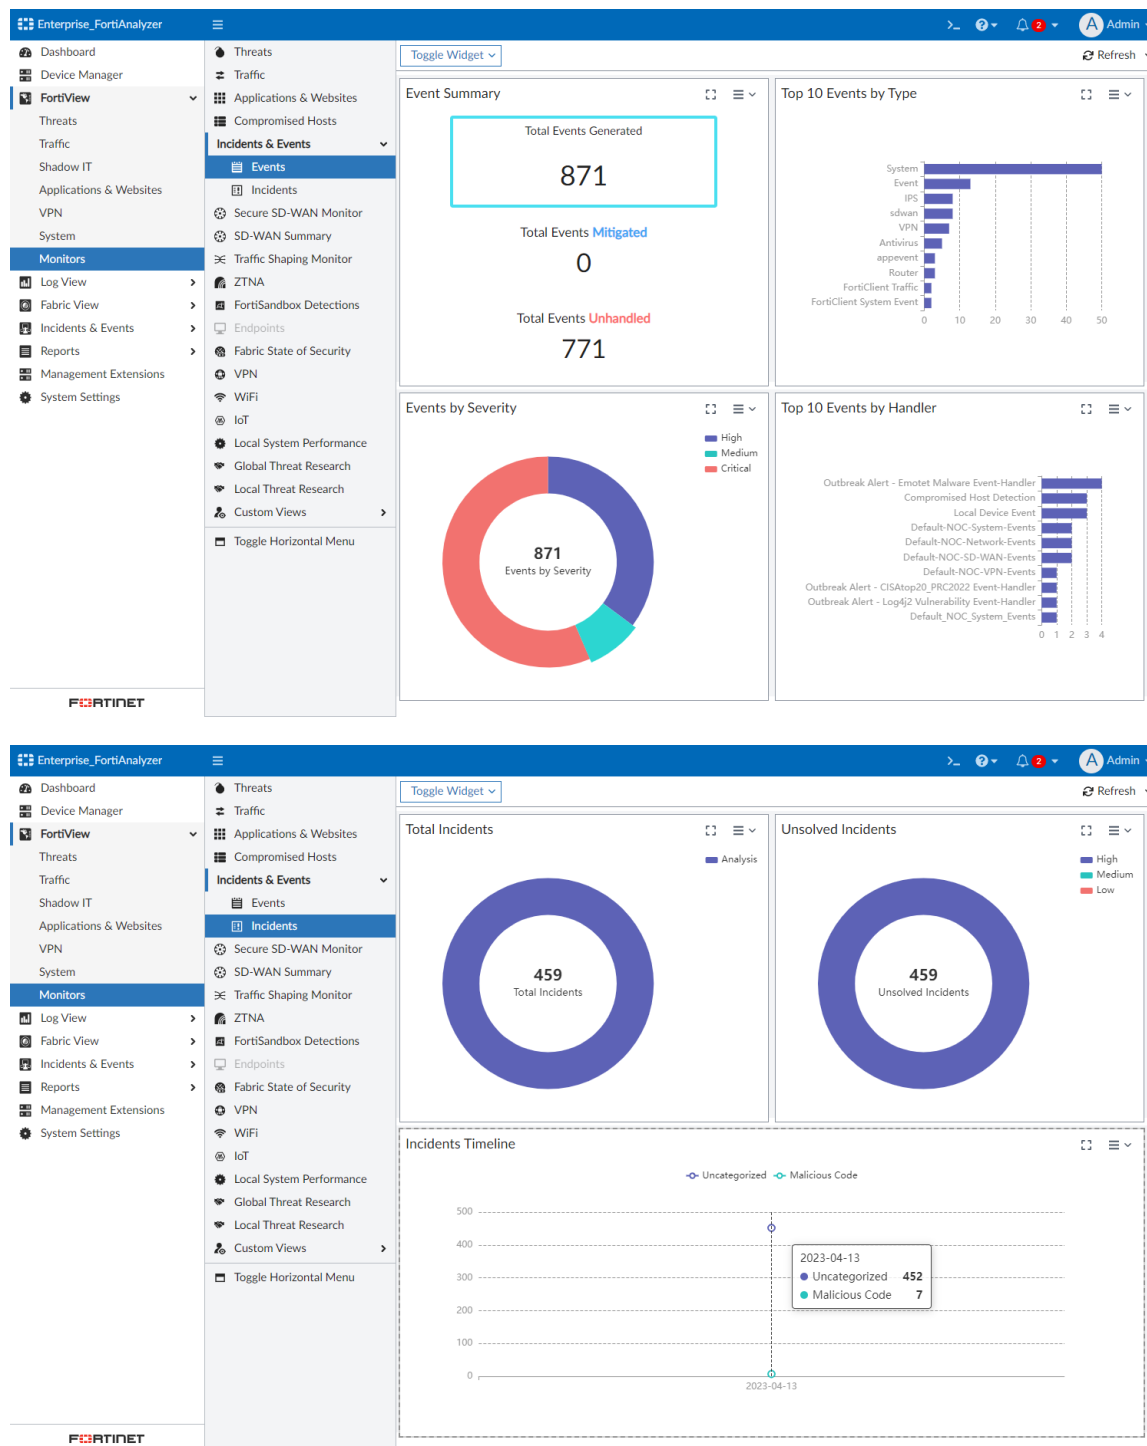 Enterprise_FortiAnalyzer
2
A Admin
Dashboard
Device Manager
FortiView
Threats
Traffic
Shadow IT
Applications & Websites
VPN
System
Monitors
Log View
Fabric View
Incidents & Events
Reports
Management Extensions
System Settings
FORTINET
Threats
Traffic
Applications & Websites
Compromised Hosts
Incidents & Events
Events
Incidents
Secure SD-WAN Monitor
SD-WAN Summary
Traffic Shaping Monitor
ZTNA
FortiSandbox Detections
Endpoints
Fabric State of Security
VPN
WiFi
IoT
Local System Performance
Global Threat Research
Local Threat Research
Custom Views
Toggle Horizontal Menu
Toggle Widget
Refresh
Event Summary
Total Events Generated
871
Total Events Mitigated
0
Total Events Unhandled
771
Top 10 Events by Type
System
Event
IPS
sdwan
VPN
Antivirus
appevent
Router
FortiClient Traffic
FortiClient System Event
0 10 20 30 40 50
Events by Severity
High
Medium
Critical
871
Events by Severity
Top 10 Events by Handler
Outbreak Alert - Emotet Malware Event-Handler
Compromised Host Detection
Local Device Event
Default-NOC-System-Events
Default-NOC-Network-Events
Default-NOC-SD-WAN-Events
Default-NOC-VPN-Events
Outbreak Alert - CISAtop20_PRC2022 Event-Handler
Outbreak Alert - Log4j2 Vulnerability Event-Handler
Default_NOC_System_Events
0 1 2 3 4
Enterprise_FortiAnalyzer
2
A Admin
Dashboard
Device Manager
FortiView
Threats
Traffic
Shadow IT
Applications & Websites
VPN
System
Monitors
Log View
Fabric View
Incidents & Events
Reports
Management Extensions
System Settings
FORTINET
Threats
Traffic
Applications & Websites
Compromised Hosts
Incidents & Events
Events
Incidents
Secure SD-WAN Monitor
SD-WAN Summary
Traffic Shaping Monitor
ZTNA
FortiSandbox Detections
Endpoints
Fabric State of Security
VPN
WiFi
IoT
Local System Performance
Global Threat Research
Local Threat Research
Custom Views
Toggle Horizontal Menu
Toggle Widget
Refresh
Total Incidents
Analysis
459
Total Incidents
Unsolved Incidents
High
Medium
Low
459
Unsolved Incidents
Incidents Timeline
Uncategorized Malicious Code
500
400
300
200
100
0
2023-04-13
Uncategorized 452
Malicious Code 7
2023-04-13